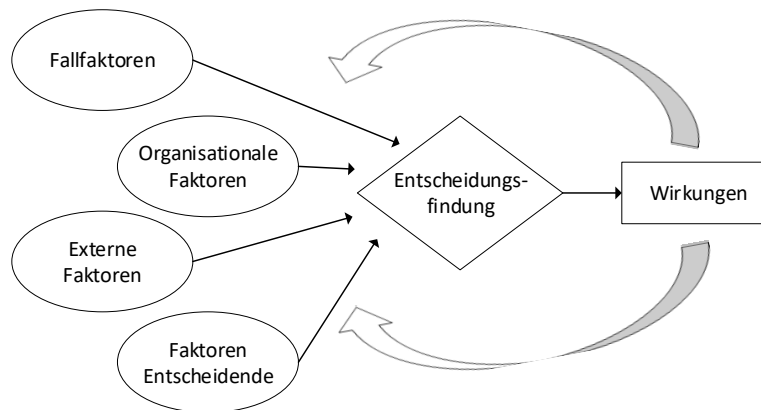 Fallfaktoren
Organisationale
Faktoren
Externe
Faktoren
Faktoren
Entscheidende
Entscheidungs-
findung
Wirkungen